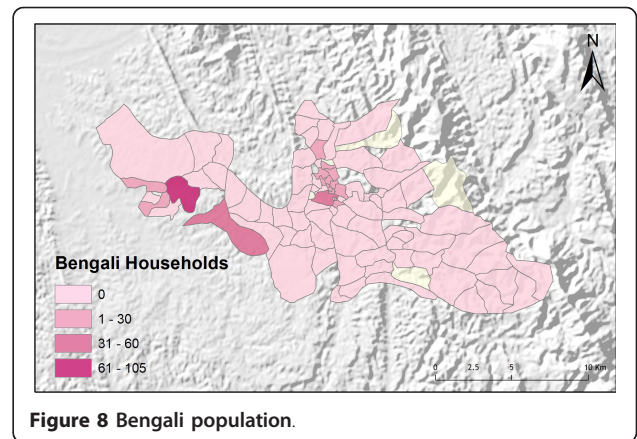 N
Bengali Households
0
1 - 30
31 - 60
61 - 105
0 2.5 5 10 Km
Figure 8 Bengali population.